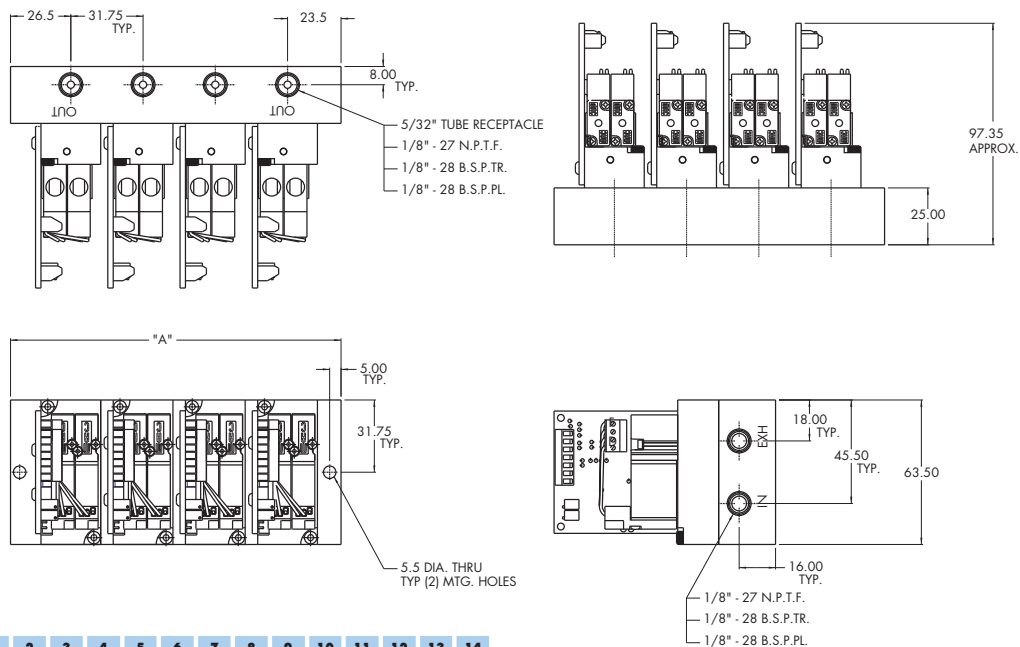 26.5
31.75
TYP.
23.5
8.00
TYP.
OUT
OUT
5/32" TUBE RECEPTACLE
1/8" - 27 N.P.T.F.
1/8" - 28 B.S.P.TR.
1/8" - 28 B.S.P.PL.
97.35
APPROX.
25.00
"A"
5.00
TYP.
31.75
TYP.
5.5 DIA. THRU
TYP (2) MTG. HOLES
EXH
IN
18.00
TYP.
45.50
TYP.
63.50
16.00
TYP.
1/8" - 27 N.P.T.F.
1/8" - 28 B.S.P.TR.
1/8" - 28 B.S.P.PL.
2 3 4 5 6 7 8 9 10 11 12 13 14